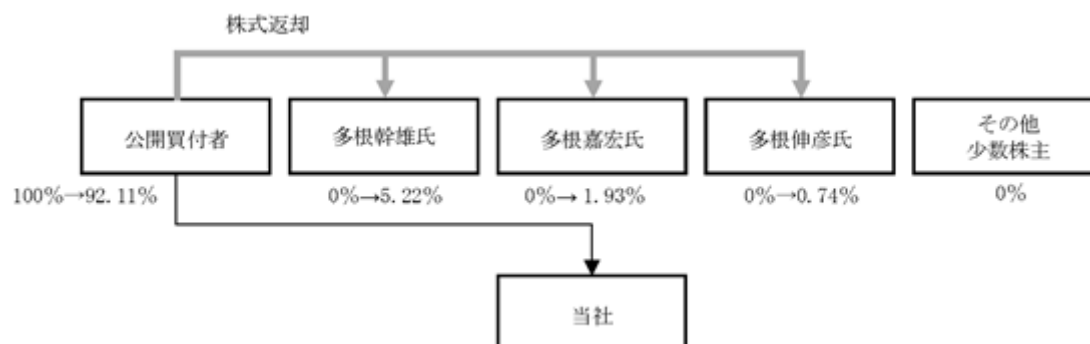 株式返却
公開買付者
多根幹雄氏
多根嘉宏氏
多根伸彦氏
その他
少数株主
100%→92.11%
0%→5.22%
0%→ 1.93%
0%→0.74%
0%
当社